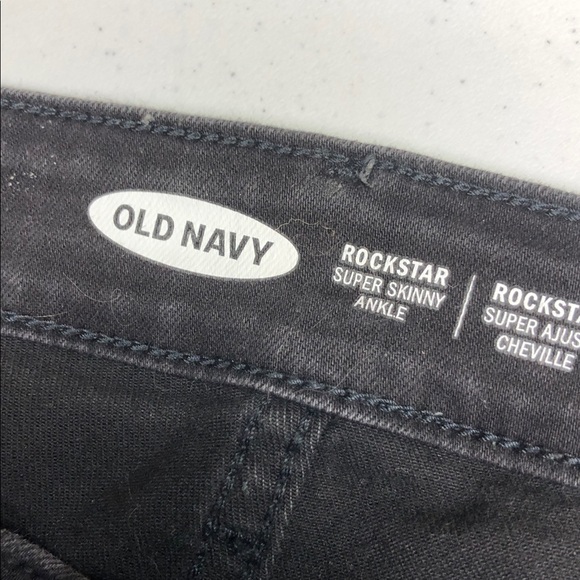 OLD NAVY
ROCKSTAR
SUPER SKINNY
ANKLE
ROCKSTA
SUPER AJUS
CHEVILLE